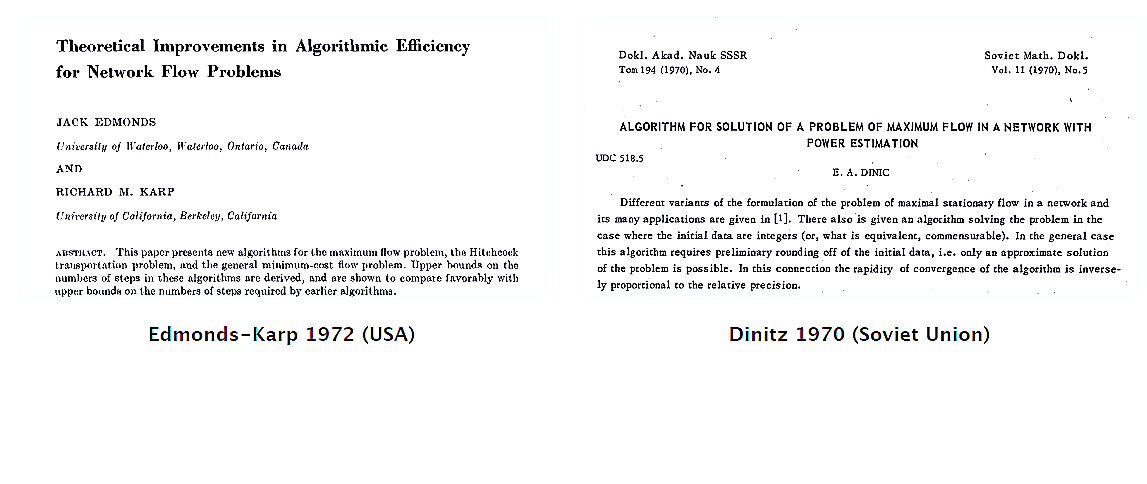 Theoretical Improvements in Algorithmic Efficiency
for Network Flow Problems
JACK EDMONDS
University of Waterloo, Waterloo, Ontario, Canada
AND
RICHARD M. KARP
University of California, Berkeley, California
ABSTRACT. This paper presents new algorithms for the maximum flow problem, the Hitchcock
transportation problem, and the general minimum-cost flow problem. Upper bounds on the
numbers of steps in these algorithms are derived, and are shown to compare favorably with
upper bounds on the numbers of steps required by earlier algorithms.
Edmonds-Karp 1972 (USA)
Dokl. Akad. Nauk SSSR
Tom 194 (1970), No. 4
Soviet Math. Dokl.
Vol. 11 (1970), No. 5
ALGORITHM FOR SOLUTION OF A PROBLEM OF MAXIMUM FLOW IN A NETWORK WITH
POWER ESTIMATION
UDC 518.5
E. A. DINIC
Different variants of the formulation of the problem of maximal stationary flow in a network and
its many applications are given in [1]. There also is given an algorithm solving the problem in the
case where the initial data are integers (or, what is equivalent, commensurable). In the general case
this algorithm requires preliminary rounding off of the initial data, i.e. only an approximate solution
of the problem is possible. In this connection the rapidity of convergence of the algorithm is inverse-
ly proportional to the relative precision.
Dinitz 1970 (Soviet Union)